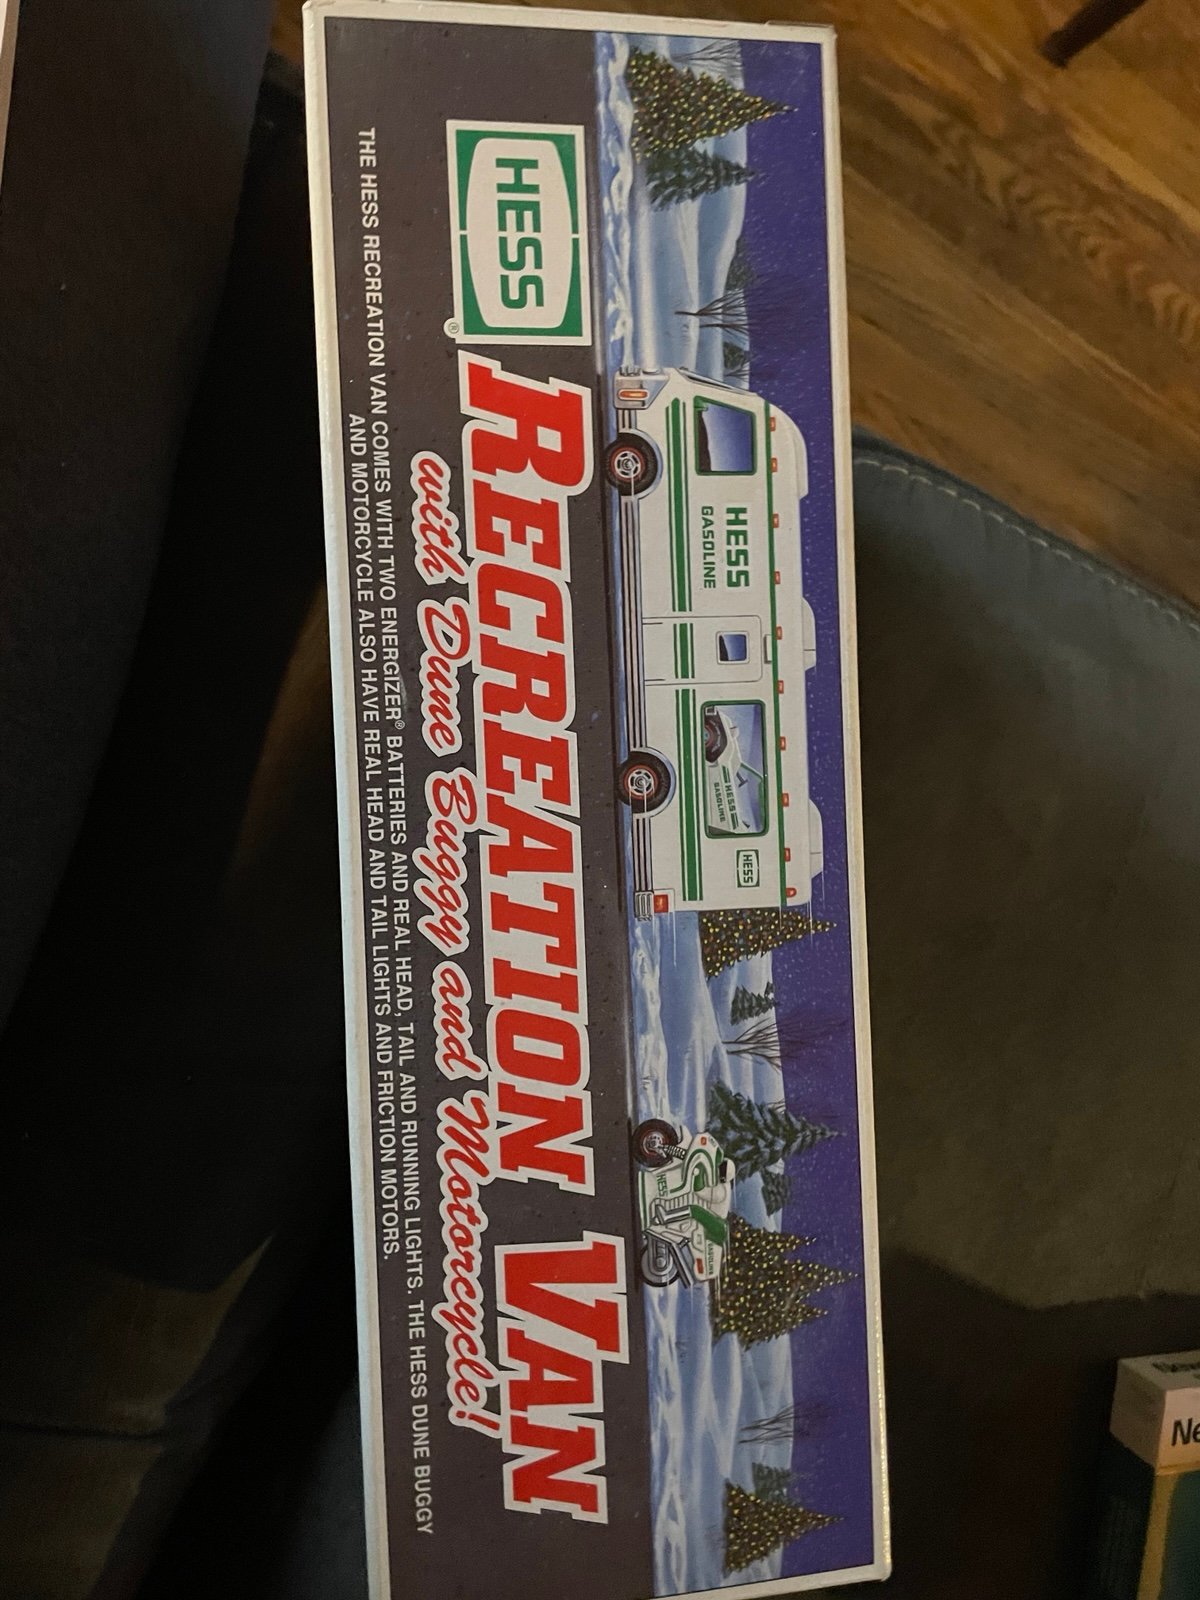 HESS
GASOLINE
HESS
GASOLINE
HESS
HESS
GASOLINE
HESS®
RECREATION VAN
with Dune Buggy and Motorcycle!
THE HESS RECREATION VAN COMES WITH TWO ENERGIZER® BATTERIES AND REAL HEAD, TAIL AND RUNNING LIGHTS. THE HESS DUNE BUGGY
AND MOTORCYCLE ALSO HAVE REAL HEAD AND TAIL LIGHTS AND FRICTION MOTORS.